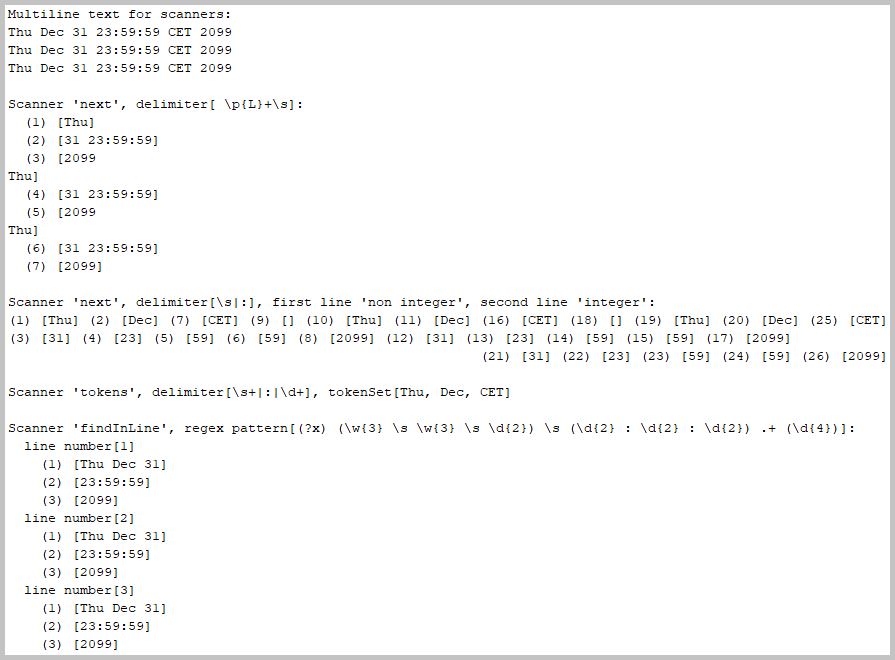 Multiline text for scanners:
Thu Dec 31 23:59:59 CET 2099
Thu Dec 31 23:59:59 CET 2099
Thu Dec 31 23:59:59 CET 2099

Scanner 'next', delimiter[ \p{L}+\s]:
  (1) [Thu]
  (2) [31 23:59:59]
  (3) [2099
Thu]
  (4) [31 23:59:59]
  (5) [2099
Thu]
  (6) [31 23:59:59]
  (7) [2099]

Scanner 'next', delimiter[\s|:], first line 'non integer', second line 'integer':
(1) [Thu] (2) [Dec] (7) [CET] (9) [] (10) [Thu] (11) [Dec] (16) [CET] (18) [] (19) [Thu] (20) [Dec] (25) [CET]
(3) [31] (4) [23] (5) [59] (6) [59] (8) [2099] (12) [31] (13) [23] (14) [59] (15) [59] (17) [2099]
(21) [31] (22) [23] (23) [59] (24) [59] (26) [2099]

Scanner 'tokens', delimiter[\s+|:|\d+], tokenSet[Thu, Dec, CET]

Scanner 'findInLine', regex pattern[(?x) (\w{3} \s \w{3} \s \d{2}) \s (\d{2} : \d{2} : \d{2}) .+ (\d{4})]:
  line number[1]
    (1) [Thu Dec 31]
    (2) [23:59:59]
    (3) [2099]
  line number[2]
    (1) [Thu Dec 31]
    (2) [23:59:59]
    (3) [2099]
  line number[3]
    (1) [Thu Dec 31]
    (2) [23:59:59]
    (3) [2099]